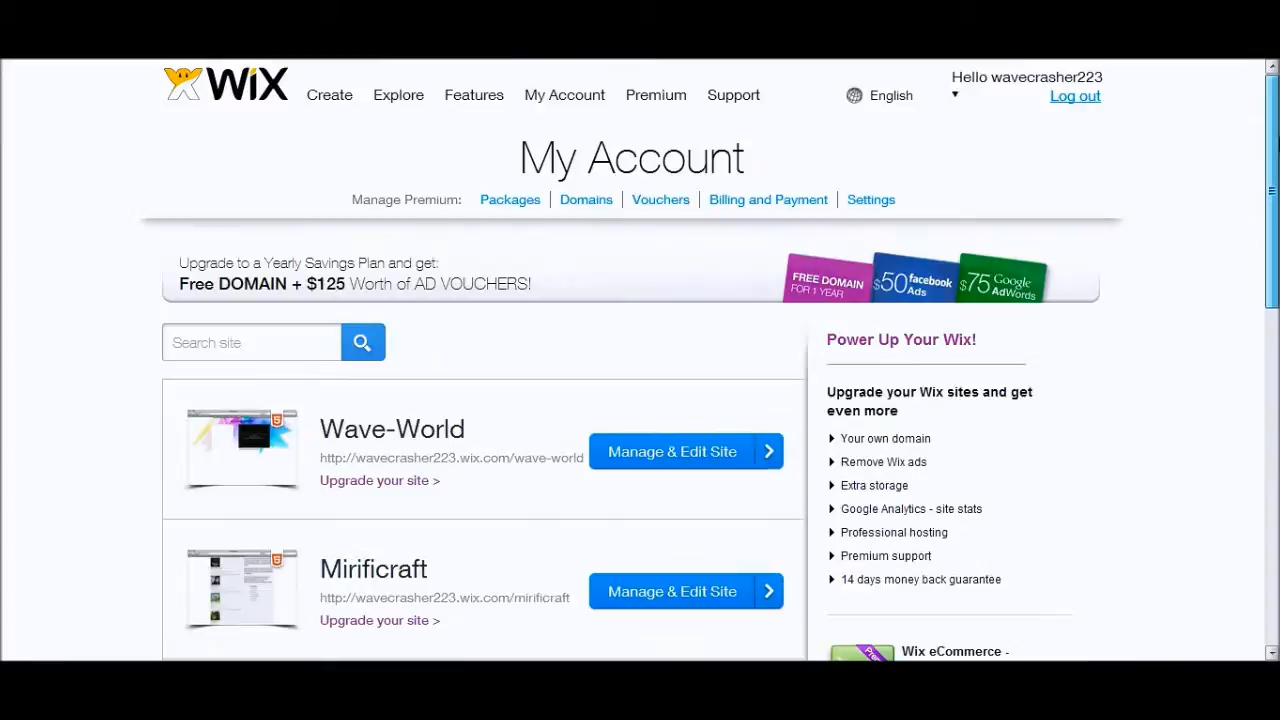 WiX
Create Explore Features My Account Premium Support
English
Hello wavecrasher223
Log out
My Account
Manage Premium: Packages Domains Vouchers Billing and Payment Settings
Upgrade to a Yearly Savings Plan and get:
Free DOMAIN + $125 Worth of AD VOUCHERS!
FREE DOMAIN
FOR 1 YEAR
$50 facebook
Ads
$75 Google
AdWords
Search site
Wave-World
http://wavecrasher223.wix.com/wave-world
Upgrade your site >
Manage & Edit Site
Mirificraft
http://wavecrasher223.wix.com/mirificraft
Upgrade your site >
Manage & Edit Site
Power Up Your Wix!
Upgrade your Wix sites and get
even more
Your own domain
Remove Wix ads
Extra storage
Google Analytics - site stats
Professional hosting
Premium support
14 days money back guarantee
Wix eCommerce -